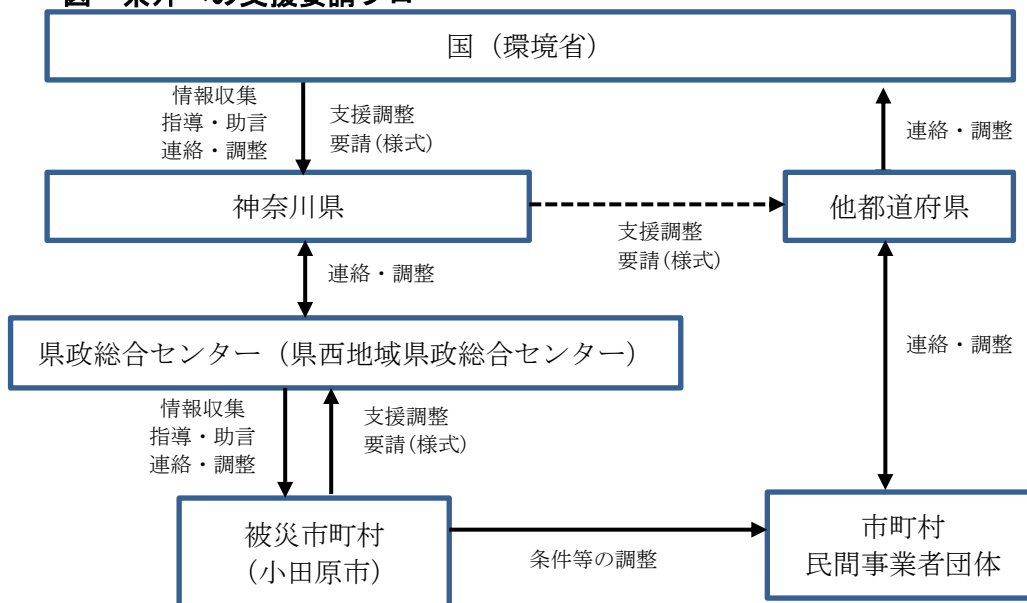 国（環境省）
情報収集
指導・助言
連絡・調整
支援調整
要請(様式)
連絡・調整
神奈川県
他都道府県
支援調整
要請(様式)
連絡・調整
県政総合センター（県西地域県政総合センター）
連絡・調整
情報収集
指導・助言
連絡・調整
支援調整
要請(様式)
被災市町村
（小田原市）
条件等の調整
市町村
民間事業者団体